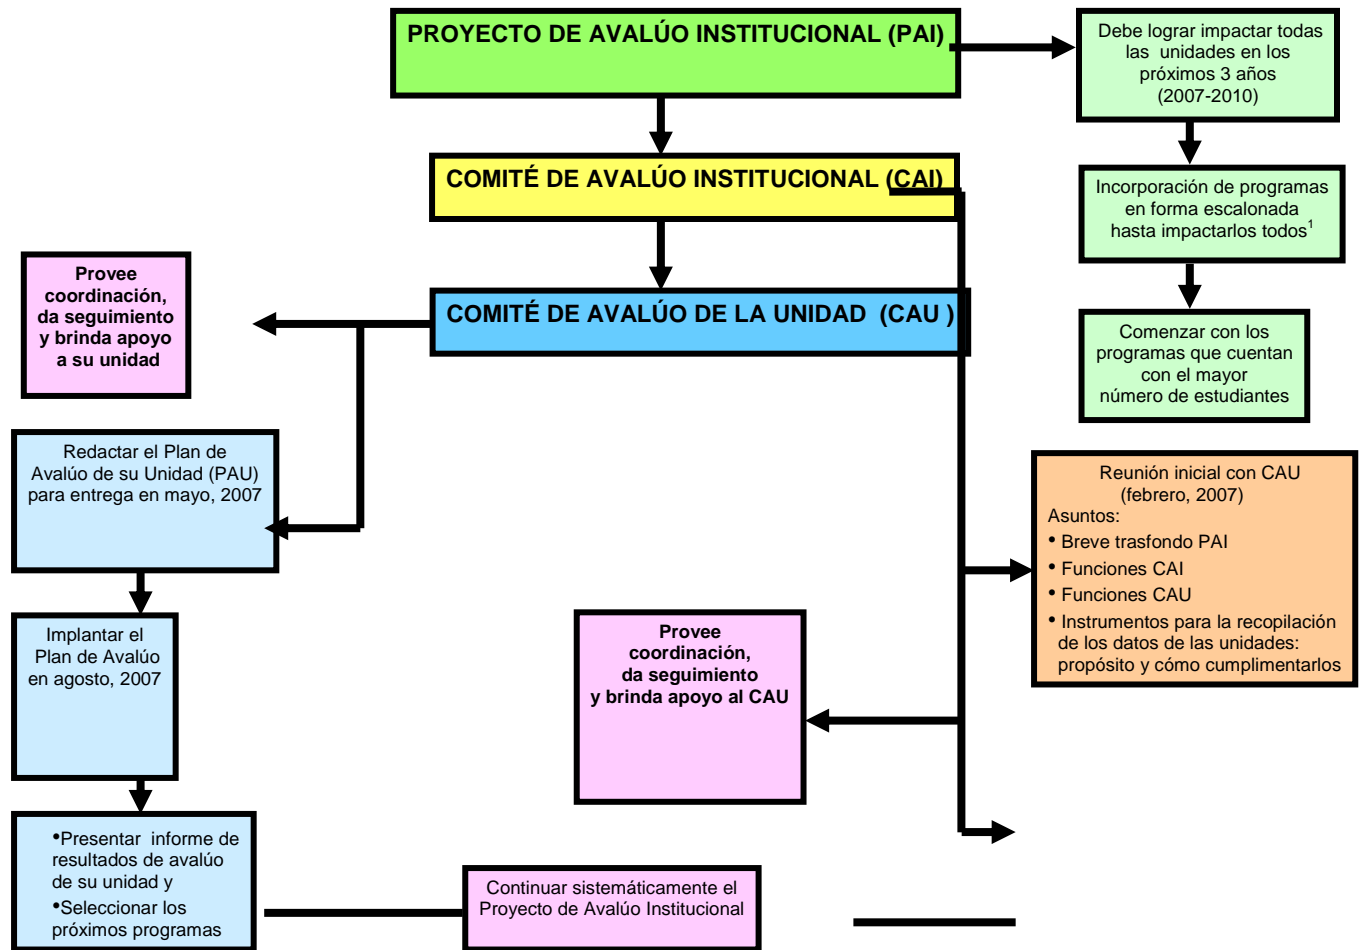 PROYECTO DE AVALÚO INSTITUCIONAL (PAI)
Debe lograr impactar todas
las unidades en los
próximos 3 años
(2007-2010)
COMITÉ DE AVALÚO INSTITUCIONAL (CAI)
Incorporación de programas
en forma escalonada
hasta impactarlos todos¹
Provee
coordinación,
da seguimiento
y brinda apoyo
a su unidad
COMITÉ DE AVALÚO DE LA UNIDAD (CAU )
Comenzar con los
programas que cuentan
con el mayor
número de estudiantes
Redactar el Plan de
Avalúo de su Unidad (PAU)
para entrega en mayo, 2007
Reunión inicial con CAU
(febrero, 2007)
Asuntos:
• Breve trasfondo PAI
• Funciones CAI
• Funciones CAU
• Instrumentos para la recopilación
de los datos de las unidades:
propósito y cómo cumplimentarlos
Implantar el
Plan de Avalúo
en agosto, 2007
Provee
coordinación,
da seguimiento
y brinda apoyo al CAU
•Presentar informe de
resultados de avalúo
de su unidad y
•Seleccionar los
próximos programas
Continuar sistemáticamente el
Proyecto de Avalúo Institucional